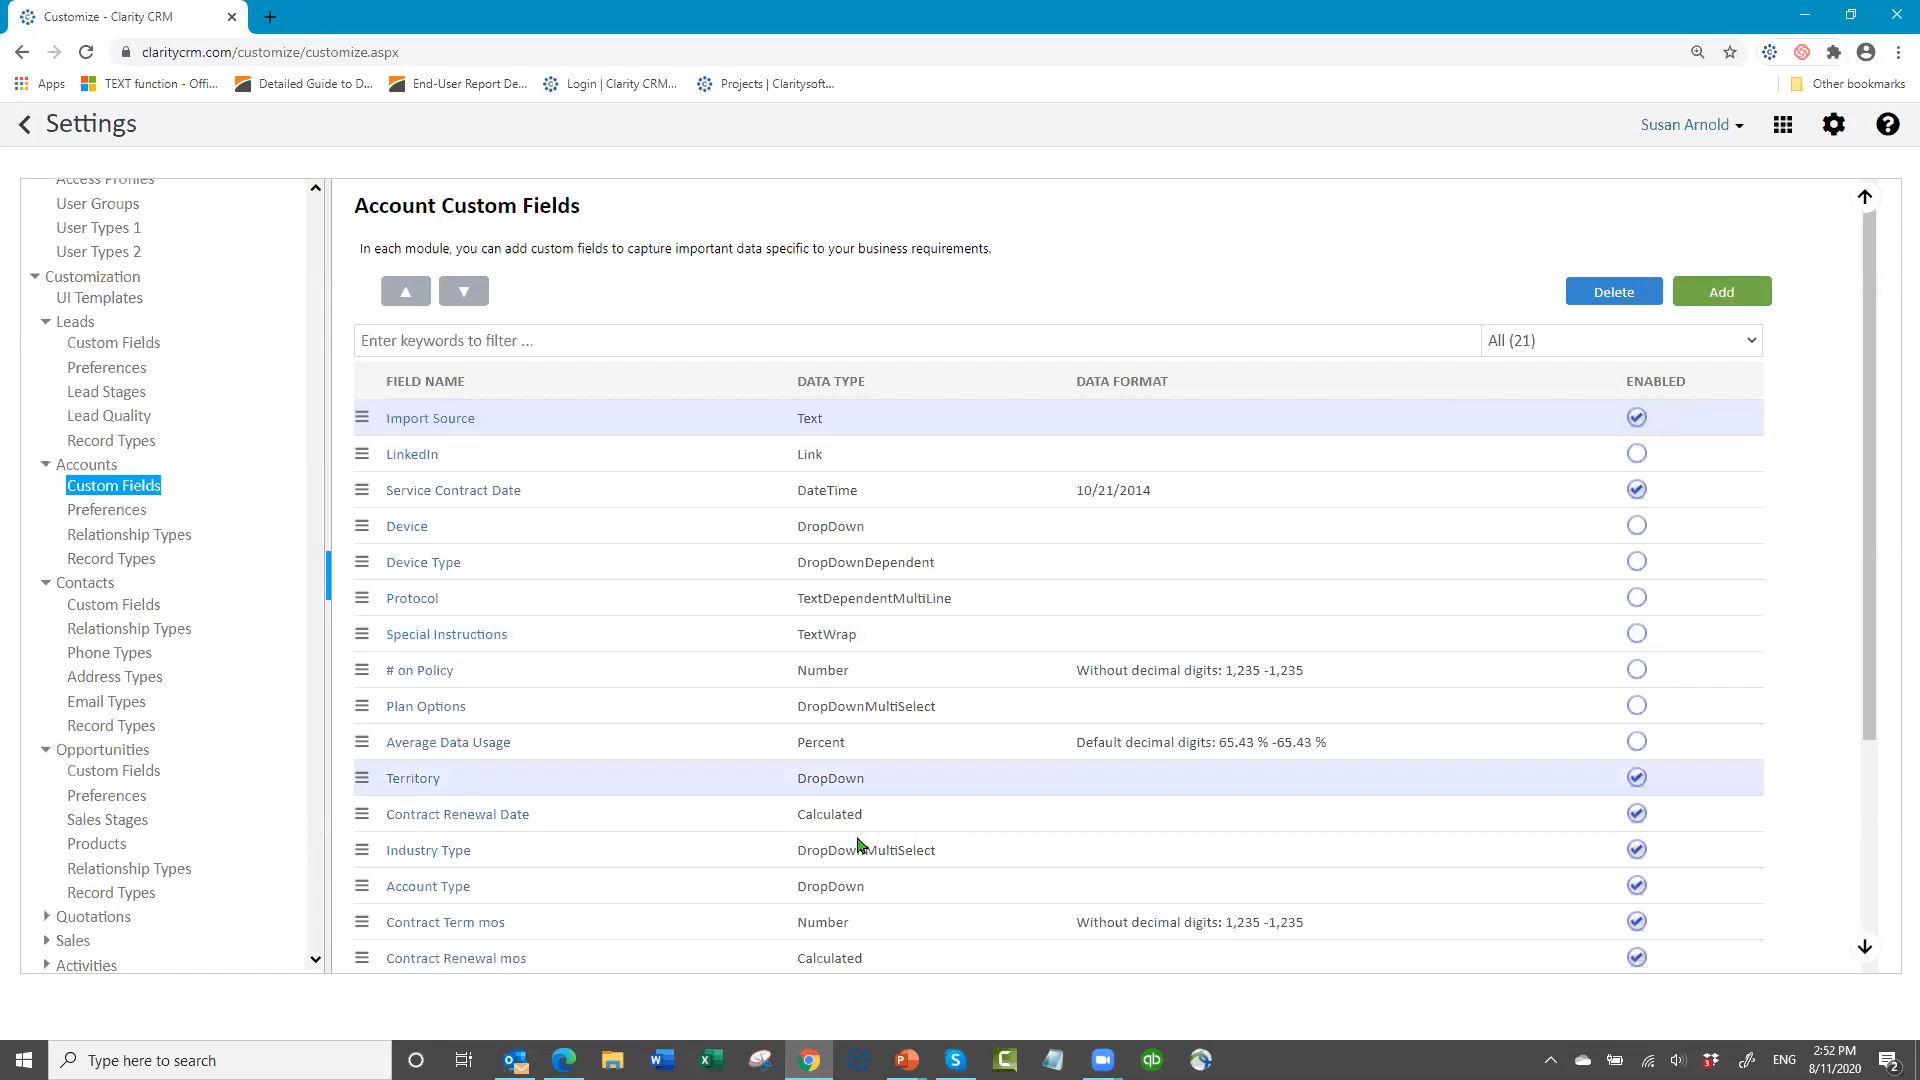 Customize - Clarity CRM
claritycrm.com/customize/customize.aspx
Apps
TEXT function - Offi...
Detailed Guide to D...
End-User Report De...
Login | Clarity CRM...
Projects | Claritysoft...
Other bookmarks
Settings
Susan Arnold
Access Profiles
User Groups
User Types 1
User Types 2
Customization
UI Templates
Leads
Custom Fields
Preferences
Lead Stages
Lead Quality
Record Types
Accounts
Custom Fields
Preferences
Relationship Types
Record Types
Contacts
Custom Fields
Relationship Types
Phone Types
Address Types
Email Types
Record Types
Opportunities
Custom Fields
Preferences
Sales Stages
Products
Relationship Types
Record Types
Quotations
Sales
Activities
Account Custom Fields
In each module, you can add custom fields to capture important data specific to your business requirements.
Delete
Add
Enter keywords to filter ...
All (21)
FIELD NAME DATA TYPE DATA FORMAT ENABLED
Import Source Text
LinkedIn Link
Service Contract Date DateTime 10/21/2014
Device DropDown
Device Type DropDownDependent
Protocol TextDependentMultiLine
Special Instructions TextWrap
# on Policy Number Without decimal digits: 1,235 -1,235
Plan Options DropDownMultiSelect
Average Data Usage Percent Default decimal digits: 65.43 % -65.43 %
Territory DropDown
Contract Renewal Date Calculated
Industry Type DropDownMultiSelect
Account Type DropDown
Contract Term mos Number Without decimal digits: 1,235 -1,235
Contract Renewal mos Calculated
Type here to search
ENG
2:52 PM
8/11/2020
2